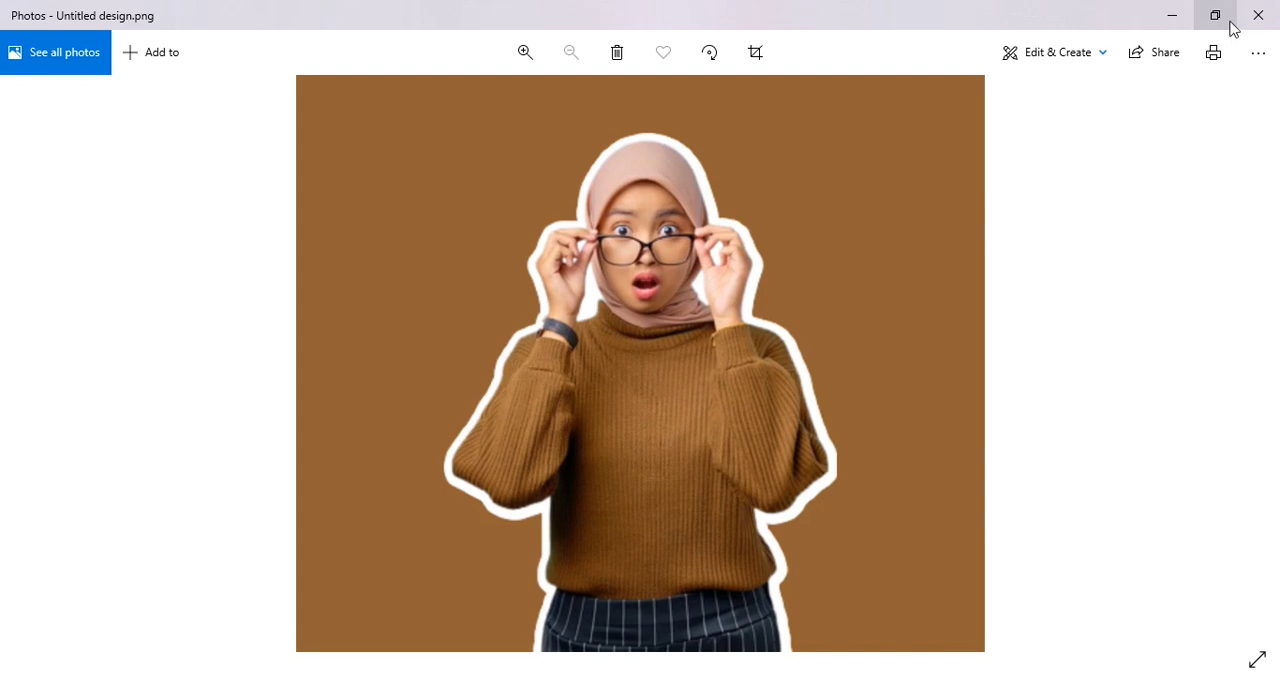 Photos - Untitled design.png
See all photos
Add to
Edit & Create
Share